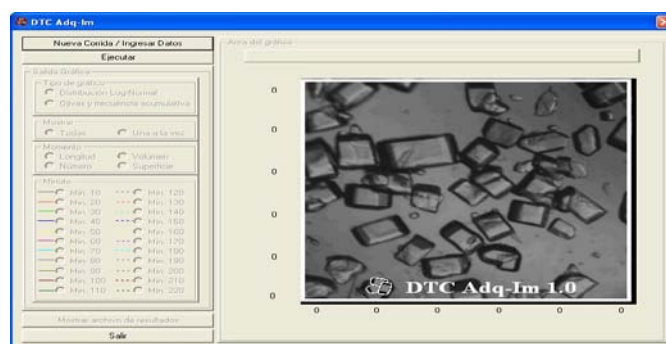 DTC Adq-Im
Nueva Corrida / Ingresar Datos
Ejecutar
Salida Gráfica
Tipo de gráfico
Distribución Log/Normal
Ojivas y frecuencia acumulativa
Mostrar
Todas
Una a la vez
Momento
Longitud
Volumen
Número
Superficie
Minuto
Min. 10
Min. 120
Min. 20
Min. 130
Min. 30
Min. 140
Min. 40
Min. 150
Min. 50
Min. 160
Min. 60
Min. 170
Min. 70
Min. 180
Min. 80
Min. 190
Min. 90
Min. 200
Min. 100
Min. 210
Min. 110
Min. 220
Mostrar archivo de resultados
Salir
Area del gráfico
0
0
0
0
0
0
DTC Adq-Im 1.0
0 0 0 0 0 0